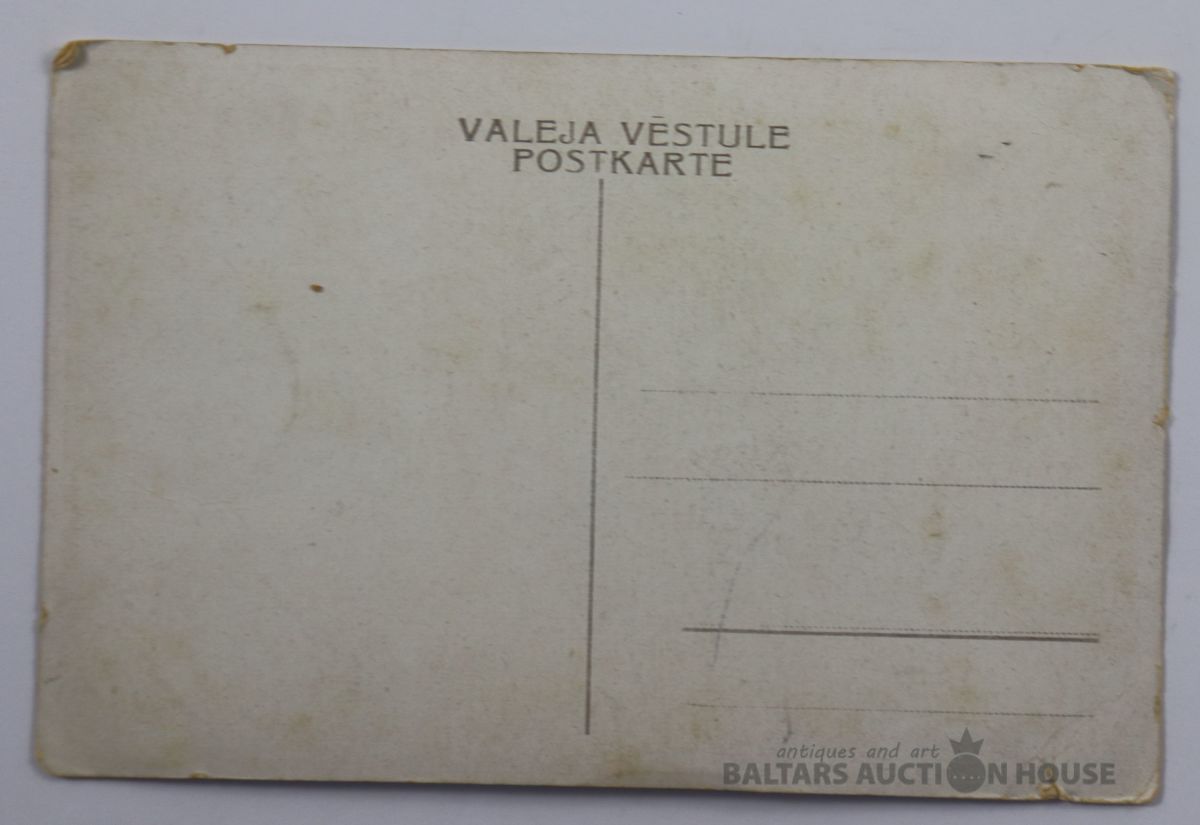 VALEJA VĒSTULE
POSTKARTE
antiques and art
BALTARS AUCTION HOUSE